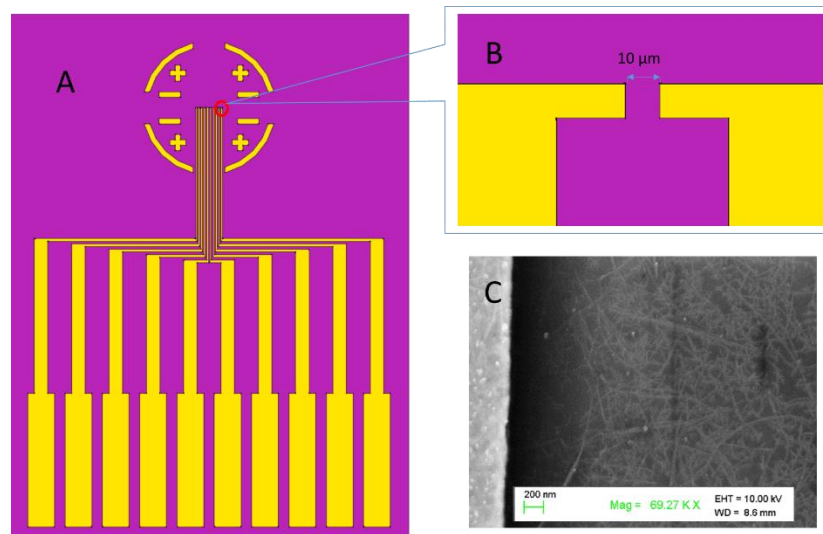 A
B
10 µm
C
200 nm
Mag = 69.27 K X
EHT = 10.00 kV
WD = 8.6 mm